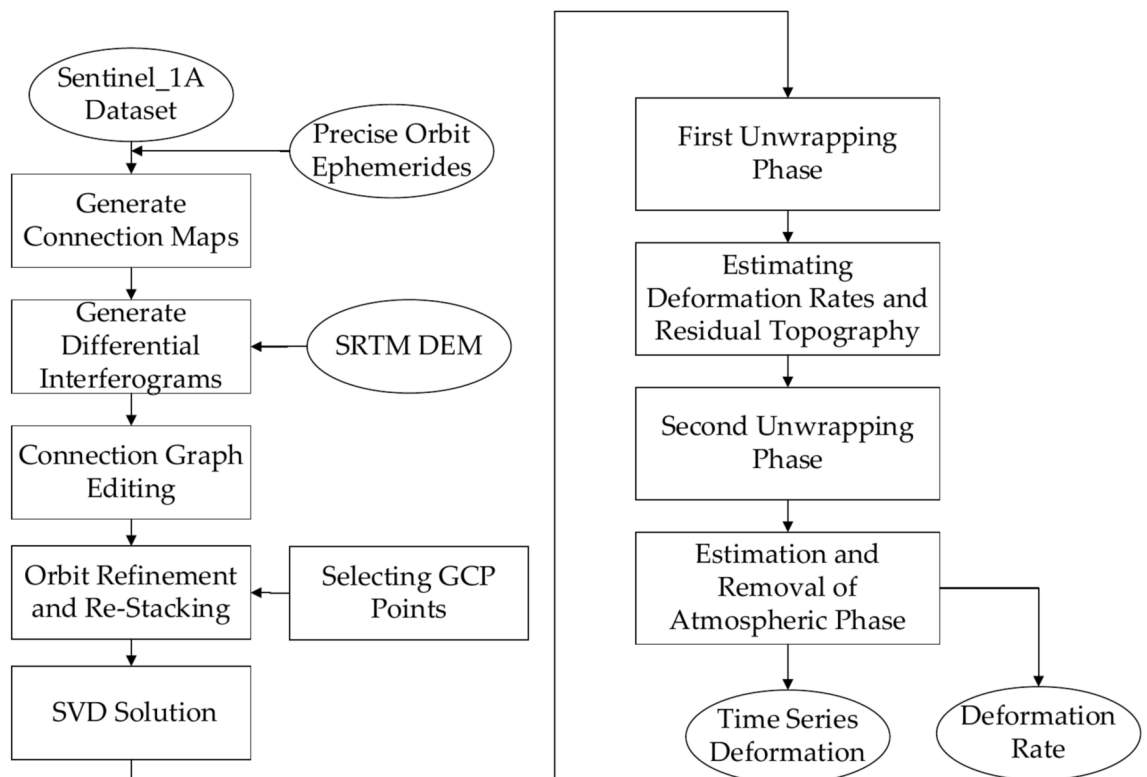 Sentinel_1A
Dataset
Precise Orbit
Ephemerides
Generate
Connection Maps
Generate
Differential
Interferograms
SRTM DEM
Connection Graph
Editing
Orbit Refinement
and Re-Stacking
Selecting GCP
Points
SVD Solution
First Unwrapping
Phase
Estimating
Deformation Rates and
Residual Topography
Second Unwrapping
Phase
Estimation and
Removal of
Atmospheric Phase
Time Series
Deformation
Deformation
Rate